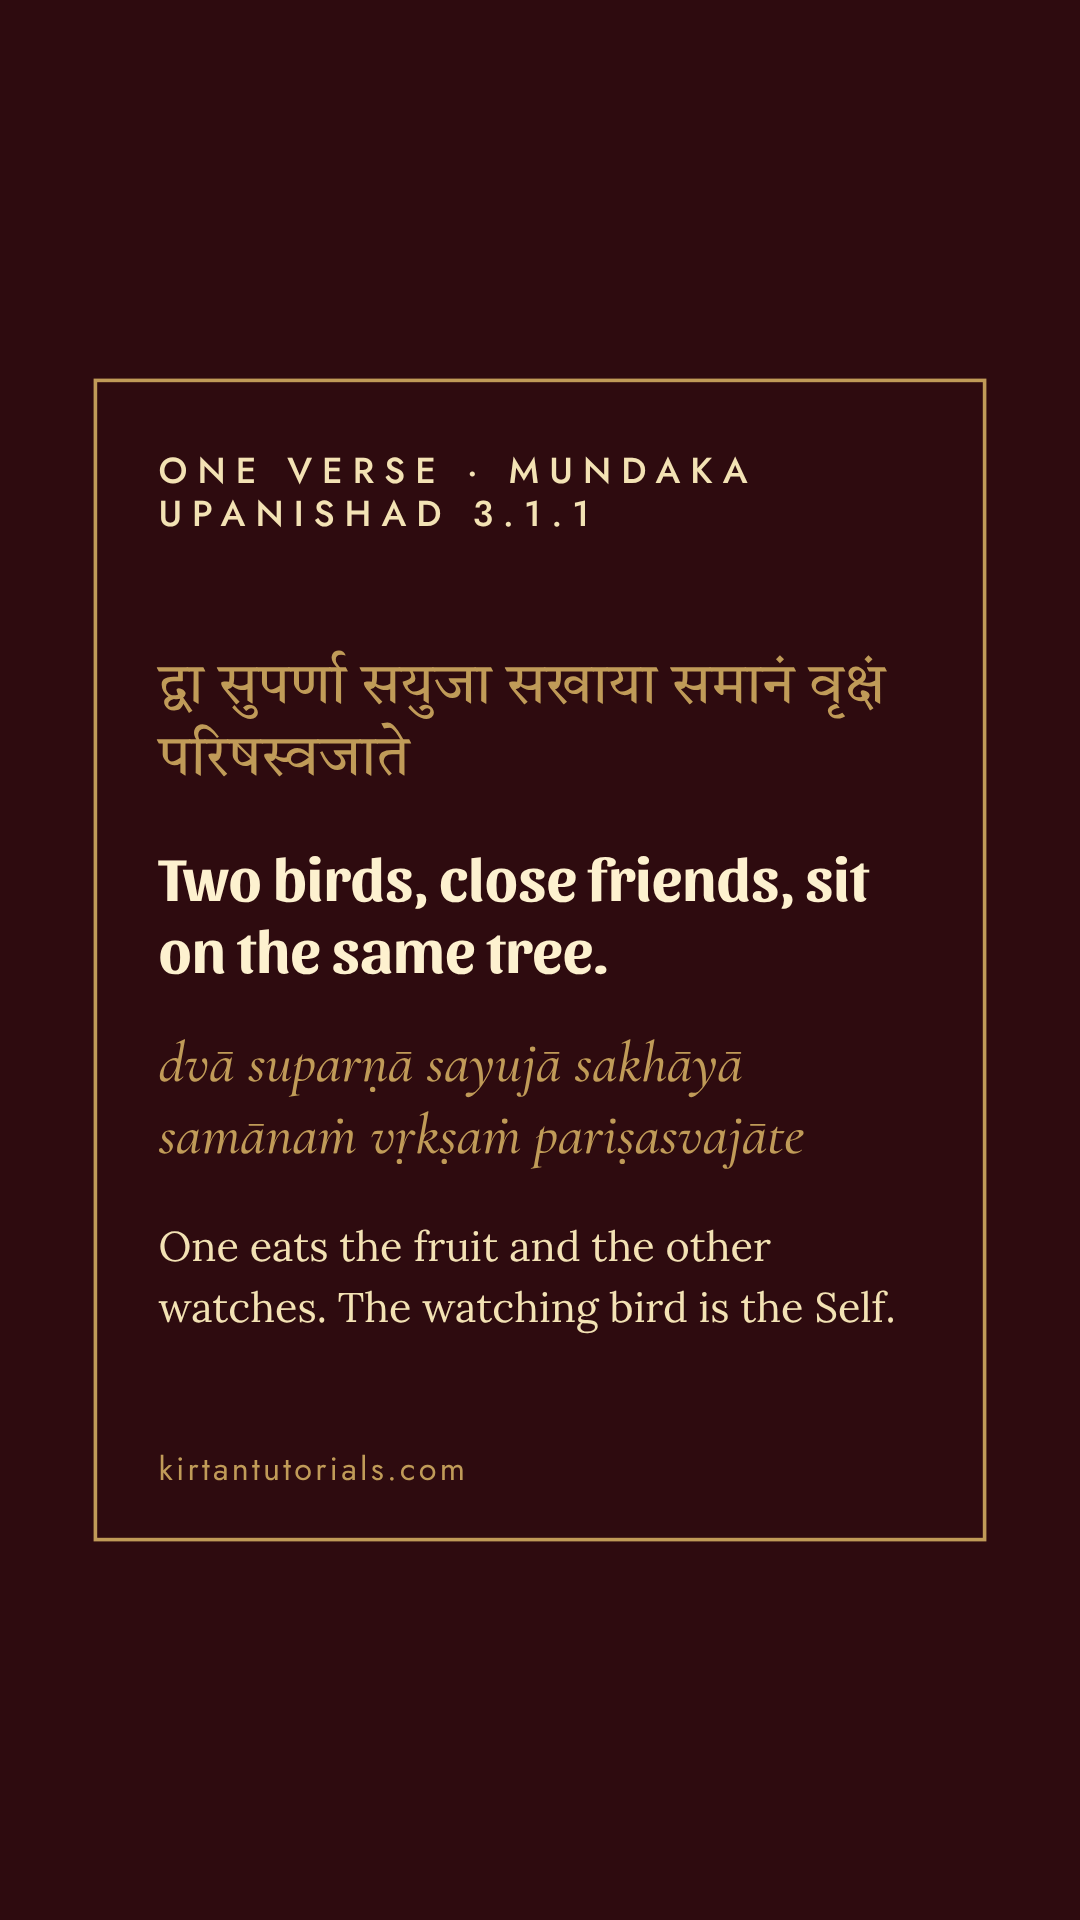 ONE VERSE · MUNDAKA
UPANISHAD 3.1.1
द्वा सुपर्णा सयुजा सखाया समानं वृक्षं
परिषस्वजाते
Two birds, close friends, sit
on the same tree.
dvā suparṇā sayujā sakhāyā
samānaṁ vṛkṣaṁ pariṣasvajāte
One eats the fruit and the other
watches. The watching bird is the Self.
kirtantutorials.com